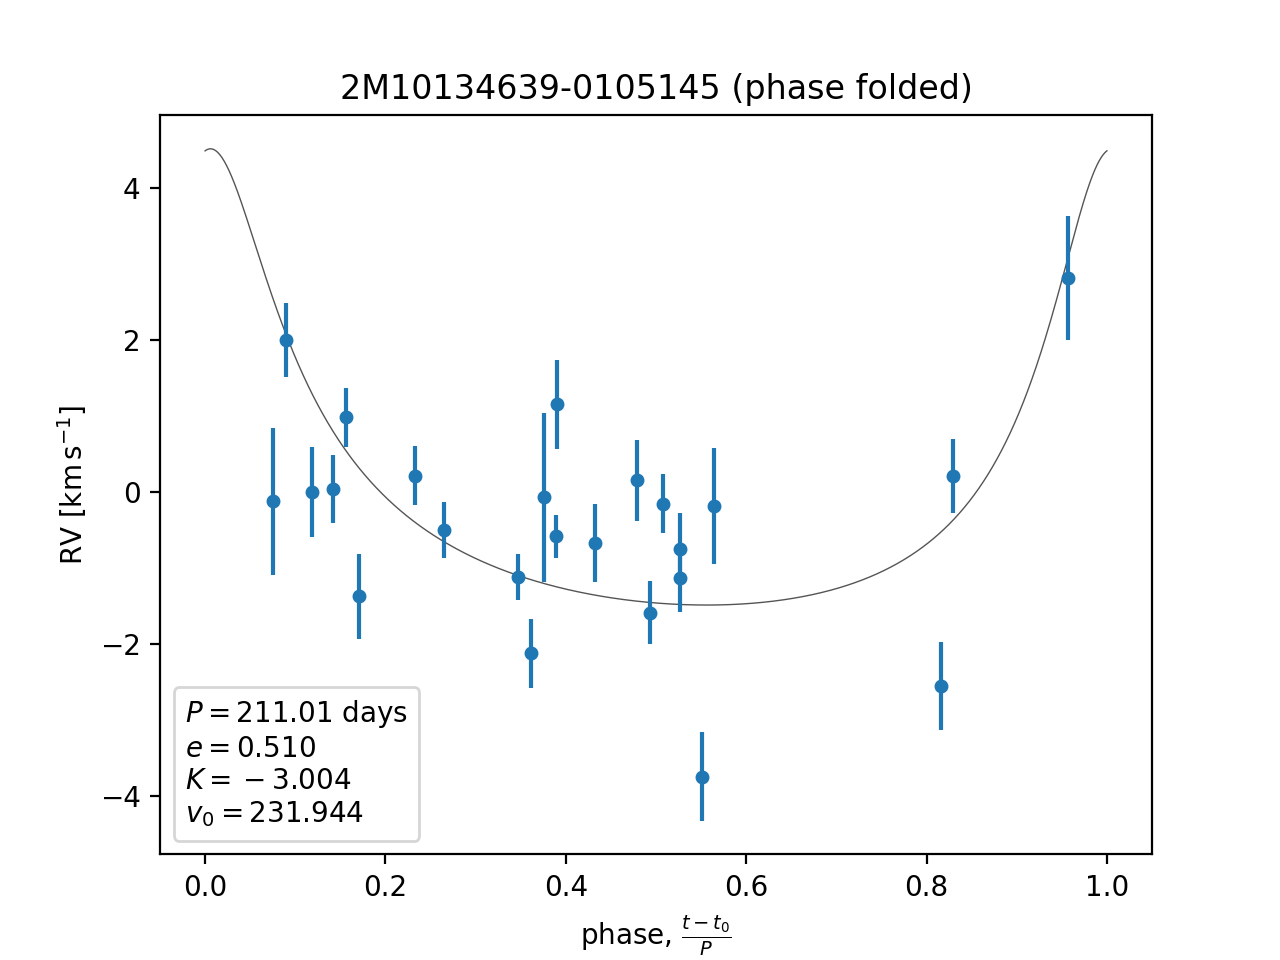 2M10134639-0105145 (phase folded)
RV [km s⁻¹]
4
2
0
−2
−4
P = 211.01 days
e = 0.510
K = −3.004
v₀ = 231.944
0.0 0.2 0.4 0.6 0.8 1.0
phase, (t − t₀)/P